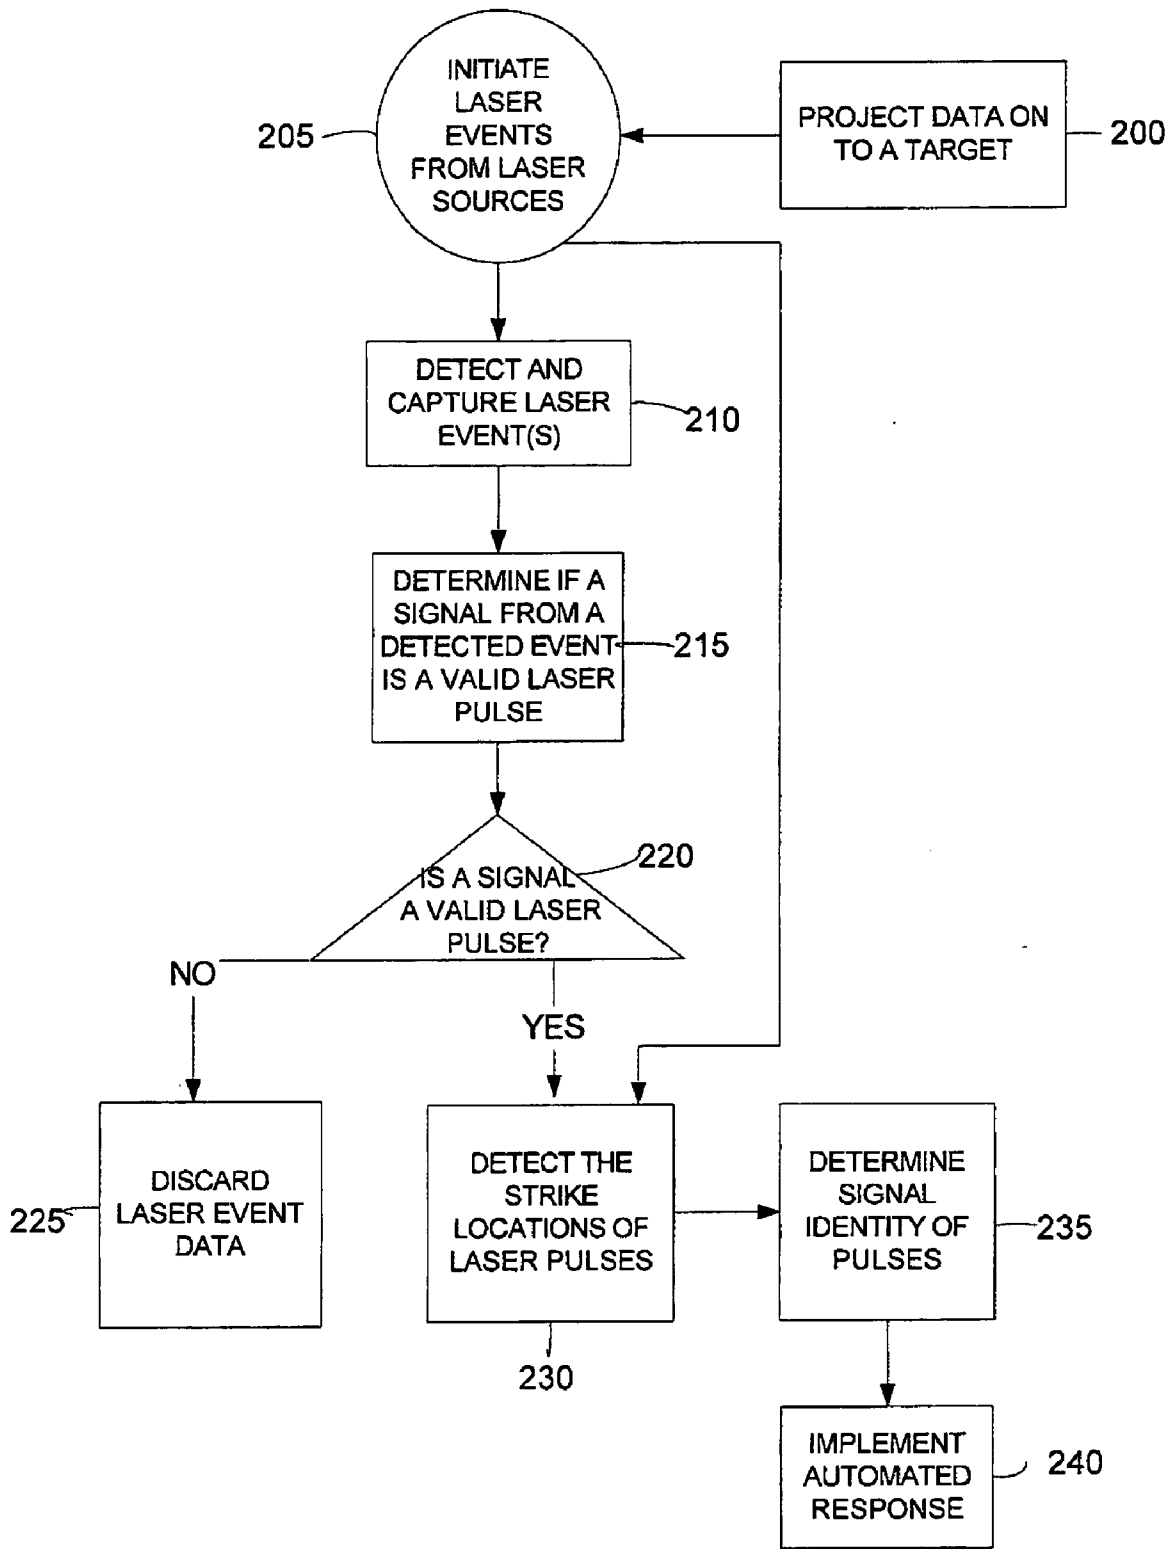 INITIATE
LASER
EVENTS
FROM LASER
SOURCES
205
PROJECT DATA ON
TO A TARGET
200
DETECT AND
CAPTURE LASER
EVENT(S)
210
DETERMINE IF A
SIGNAL FROM A
DETECTED EVENT
IS A VALID LASER
PULSE
215
IS A SIGNAL
A VALID LASER
PULSE?
220
NO
YES
DISCARD
LASER EVENT
DATA
225
DETECT THE
STRIKE
LOCATIONS OF
LASER PULSES
230
DETERMINE
SIGNAL
IDENTITY OF
PULSES
235
IMPLEMENT
AUTOMATED
RESPONSE
240